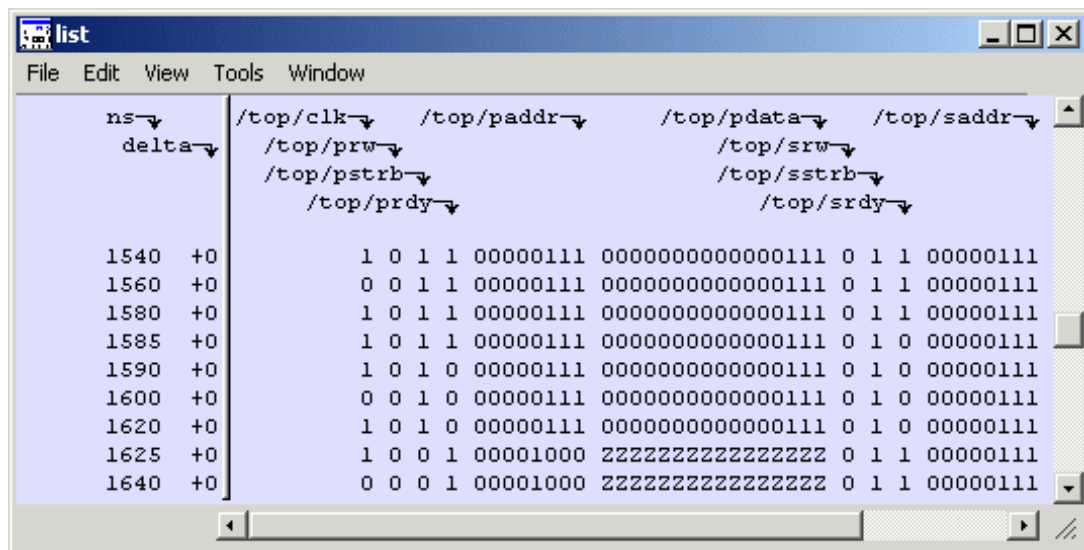 list
File Edit View Tools Window
ns /top/clk /top/paddr /top/pdata /top/saddr
delta /top/prw /top/srw
/top/pstrb /top/sstrb
/top/prdy /top/srdy
1540 +0 1 0 1 1 00000111 0000000000000111 0 1 1 00000111
1560 +0 0 0 1 1 00000111 0000000000000111 0 1 1 00000111
1580 +0 1 0 1 1 00000111 0000000000000111 0 1 1 00000111
1585 +0 1 0 1 1 00000111 0000000000000111 0 1 0 00000111
1590 +0 1 0 1 0 00000111 0000000000000111 0 1 0 00000111
1600 +0 0 0 1 0 00000111 0000000000000111 0 1 0 00000111
1620 +0 1 0 1 0 00000111 0000000000000111 0 1 0 00000111
1625 +0 1 0 0 1 00001000 ZZZZZZZZZZZZZZZZ 0 1 1 00000111
1640 +0 0 0 0 1 00001000 ZZZZZZZZZZZZZZZZ 0 1 1 00000111